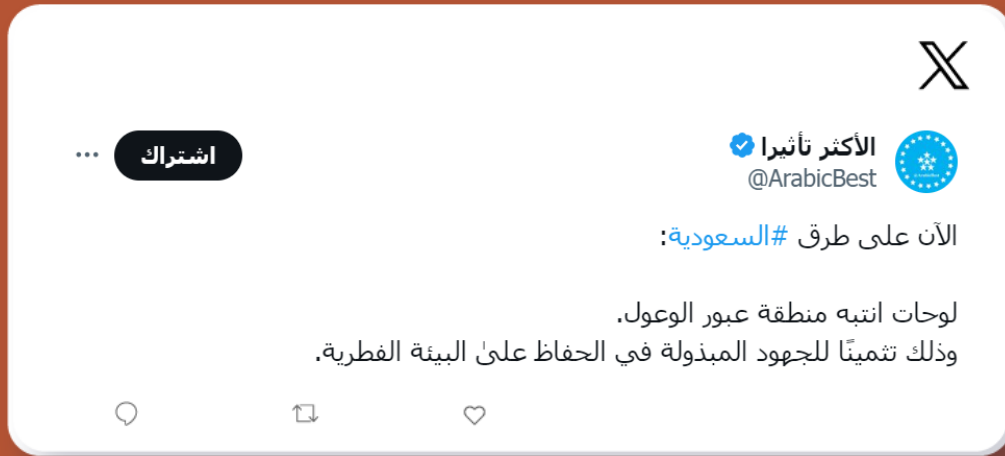 الأكثر تأثيرا
@ArabicBest
اشتراك
الآن على طرق #السعودية:
لوحات انتبه منطقة عبور الوعول.
وذلك تثمينًا للجهود المبذولة في الحفاظ علىٰ البيئة الفطرية.